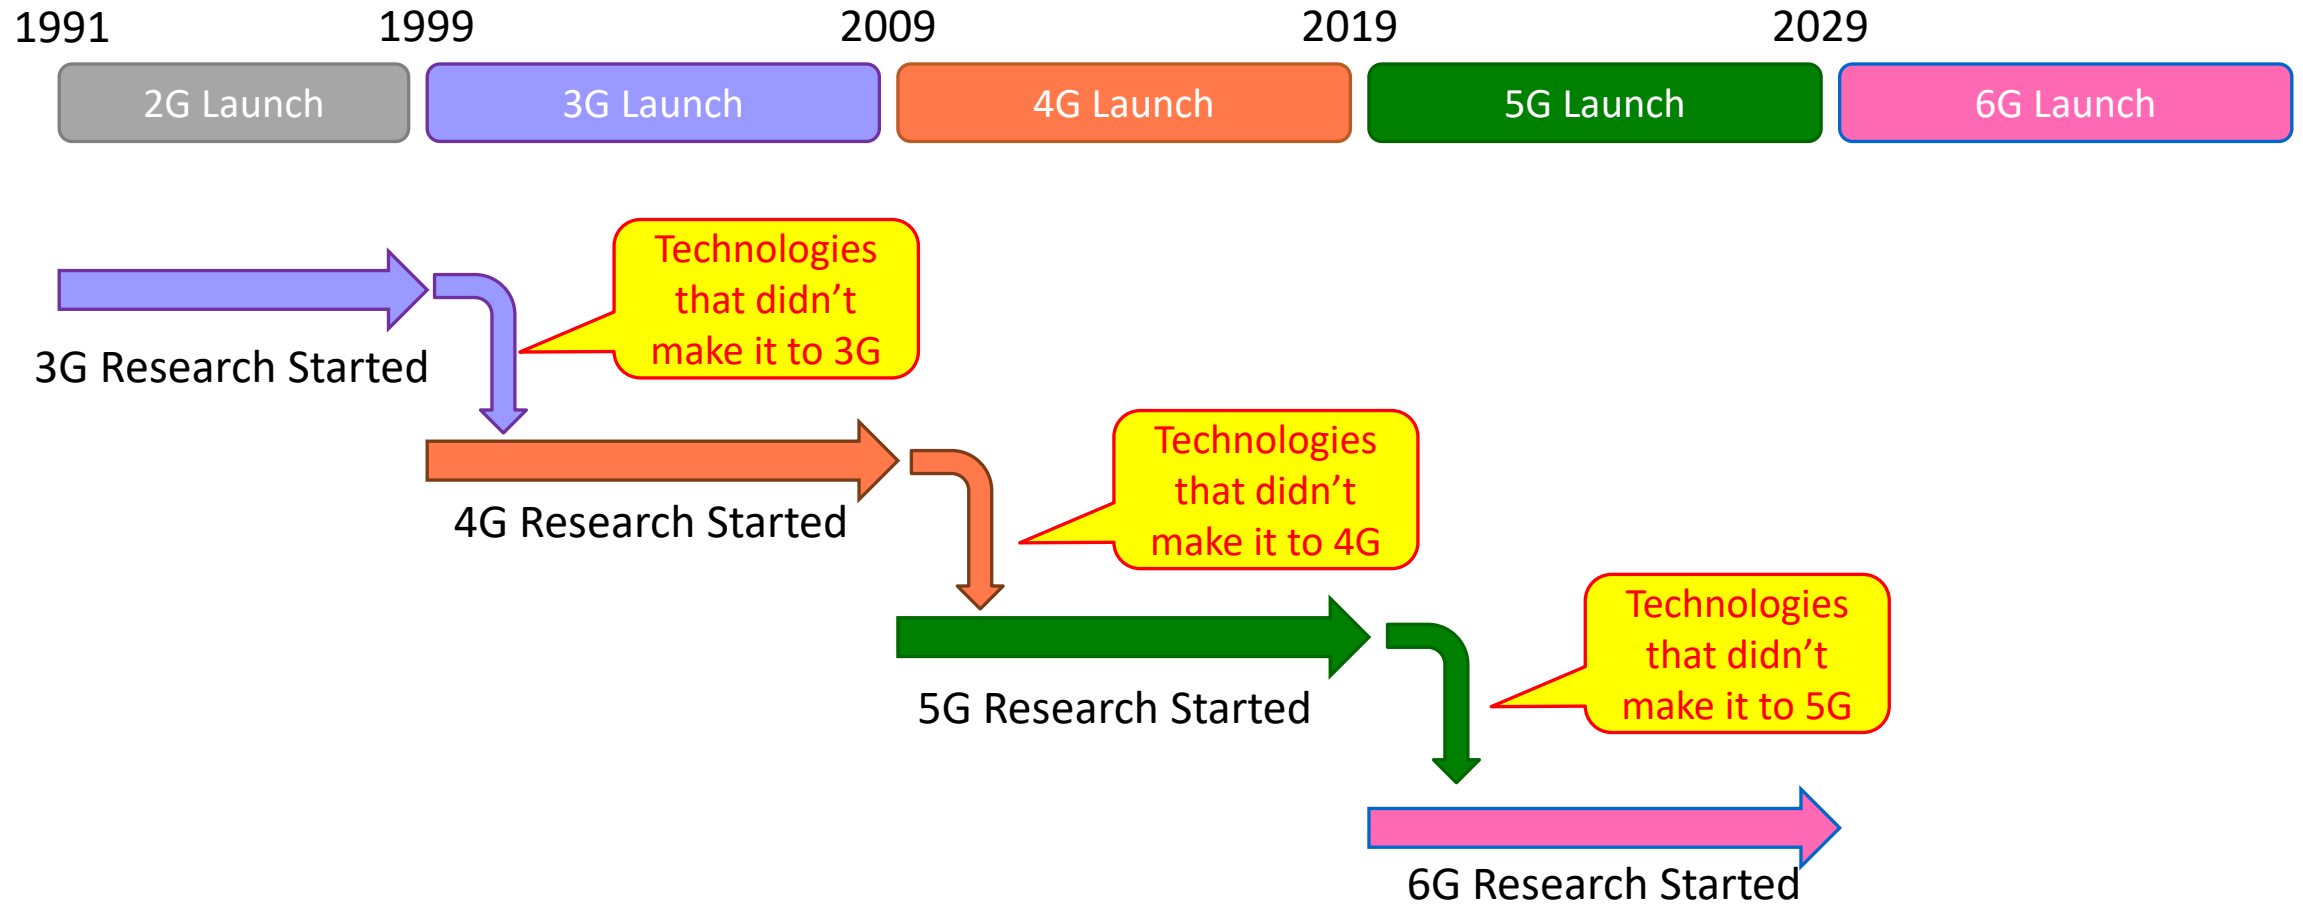 1991 1999 2009 2019 2029
2G Launch 3G Launch 4G Launch 5G Launch 6G Launch
Technologies
that didn’t
make it to 3G
3G Research Started
Technologies
that didn’t
make it to 4G
4G Research Started
Technologies
that didn’t
make it to 5G
5G Research Started
6G Research Started